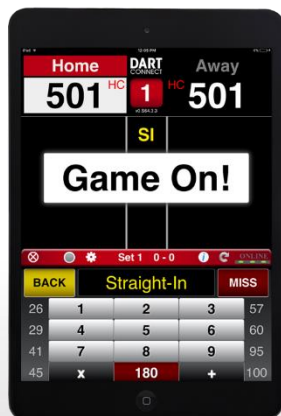 iPod
12:05 PM
Home
DART
CONNECT
Away
501
HC
1
HC
501
SI
Game On!
Set 1 0 - 0
i
ONLINE
BACK
Straight-In
MISS
26 1 2 3 57
29 4 5 6 60
41 7 8 9 95
45 x 180 + 100